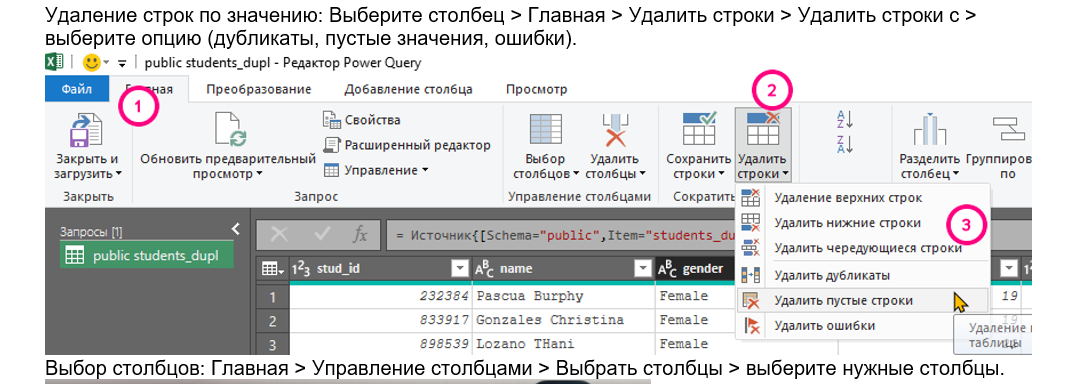 Удаление строк по значению: Выберите столбец > Главная > Удалить строки > Удалить строки с >
выберите опцию (дубликаты, пустые значения, ошибки).
public students_dupl - Редактор Power Query
Файл
Преобразование
Добавление столбца
Просмотр
1
2
Закрыть и
загрузить
Обновить предварительный
просмотр
Свойства
Расширенный редактор
Управление
Выбор
столбцов
Удалить
столбцы
Сохранить
строки
Удалить
строки
Разделить
столбец
по
Закрыть
Запрос
Управление столбцами
Удаление верхних строк
Удалить нижние строки
Удалить чередующиеся строки
Удалить дубликаты
Удалить пустые строки
Удалить ошибки
3
Запросы [1]
public students_dupl
fx
= Источник{[Schema="public",Item="students_du
1²3 stud_id
ABC name
ABC gender
1 232384 Pascua Burphy Female 19
2 833917 Gonzales Christina Female 19
3 898539 Lozano THani Female
Удаление
таблицы
Выбор столбцов: Главная > Управление столбцами > Выбрать столбцы > выберите нужные столбцы.